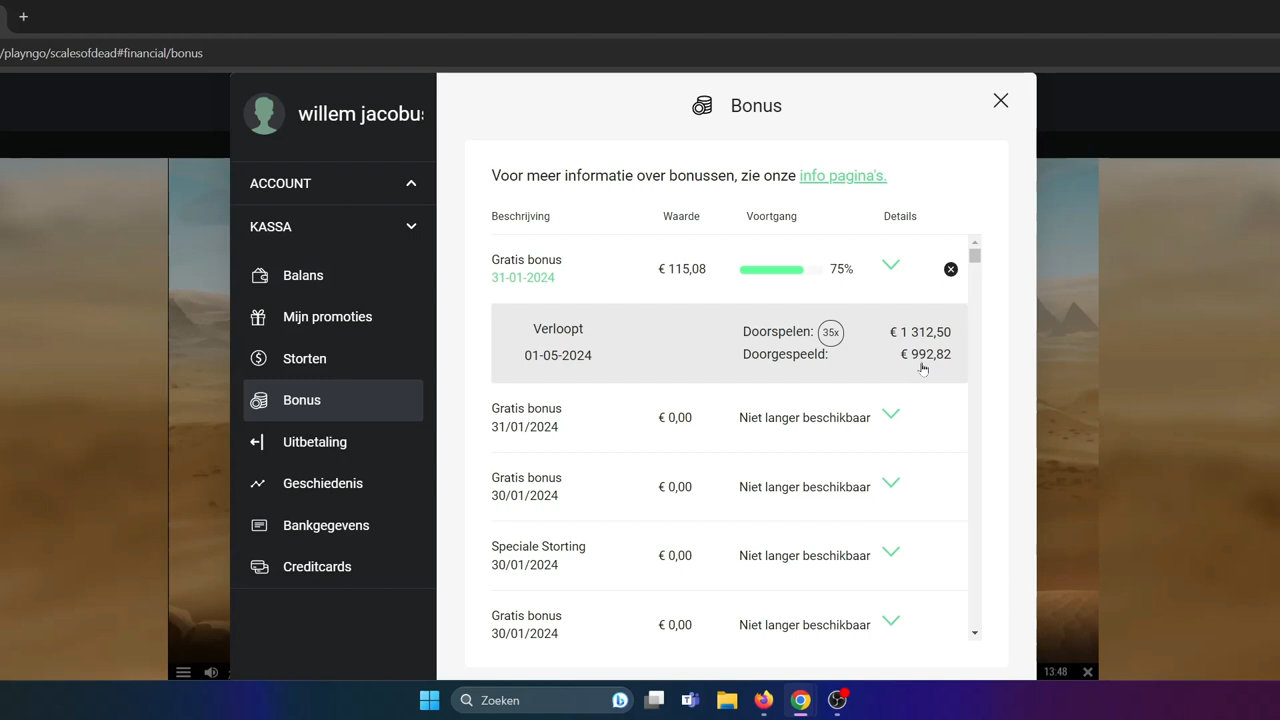 /playngo/scalesofdead#financial/bonus
willem jacobu
ACCOUNT
KASSA
Balans
Mijn promoties
Storten
Bonus
Uitbetaling
Geschiedenis
Bankgegevens
Creditcards
Bonus
Voor meer informatie over bonussen, zie onze info pagina's.
Beschrijving Waarde Voortgang Details
Gratis bonus
31-01-2024
€ 115,08 75%
Verloopt
01-05-2024
Doorspelen: 35x € 1 312,50
Doorgespeeld: € 992,82
Gratis bonus
31/01/2024
€ 0,00 Niet langer beschikbaar
Gratis bonus
30/01/2024
€ 0,00 Niet langer beschikbaar
Speciale Storting
30/01/2024
€ 0,00 Niet langer beschikbaar
Gratis bonus
30/01/2024
€ 0,00 Niet langer beschikbaar
13:48
Zoeken